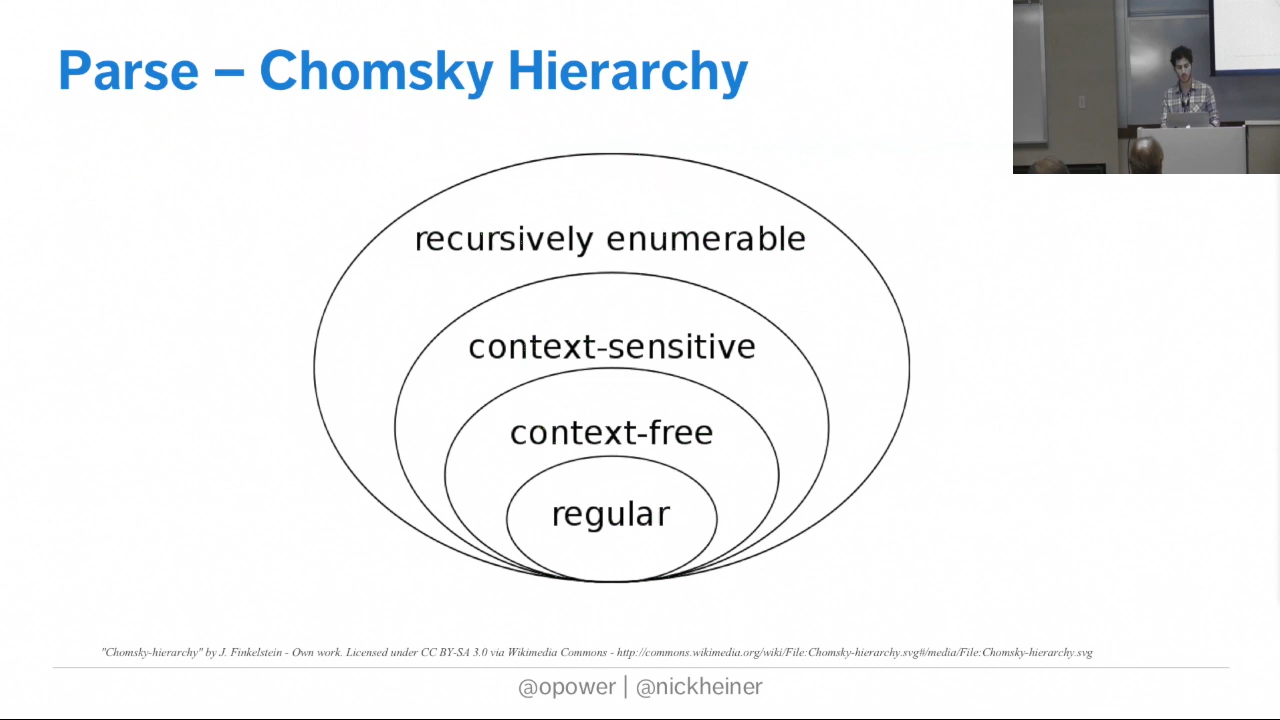 Parse – Chomsky Hierarchy
recursively enumerable
context-sensitive
context-free
regular
"Chomsky-hierarchy" by J. Finkelstein - Own work. Licensed under CC BY-SA 3.0 via Wikimedia Commons - http://commons.wikimedia.org/wiki/File:Chomsky-hierarchy.svg#/media/File:Chomsky-hierarchy.svg
@opower | @nickheiner